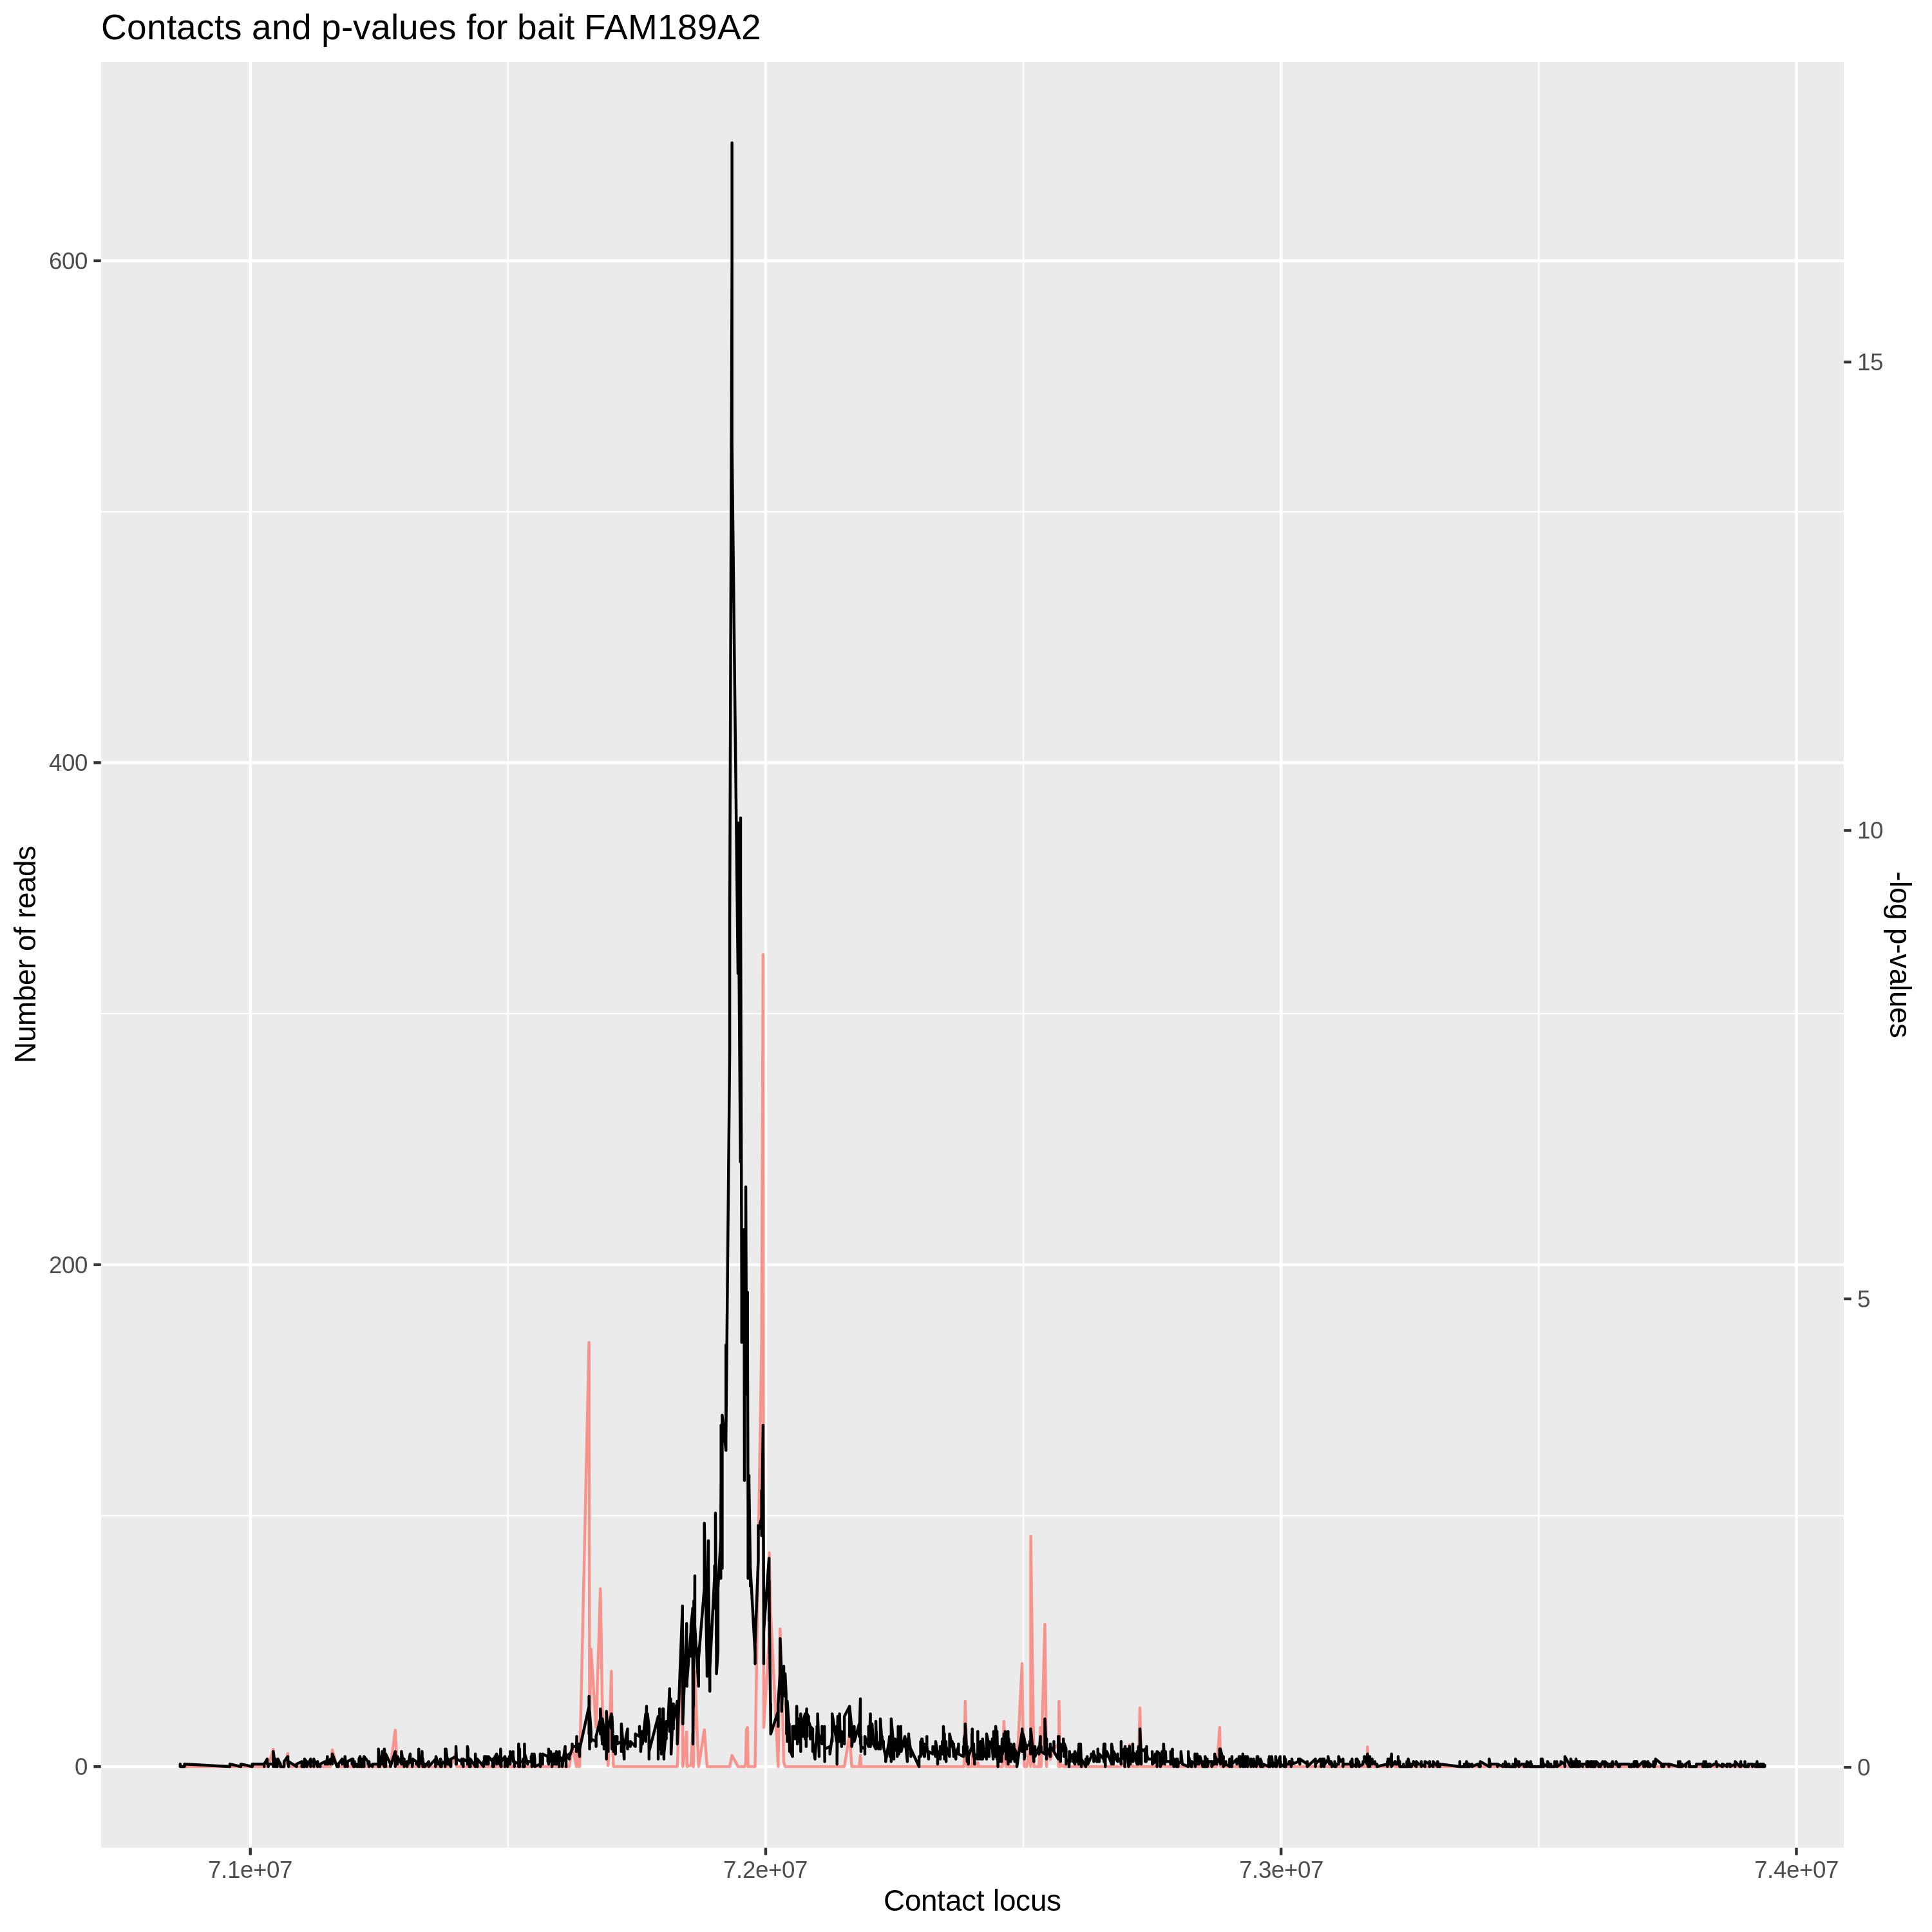 Contacts and p-values for bait FAM189A2
Number of reads
600
400
200
0
15
10
5
0
-log p-values
7.1e+07 7.2e+07 7.3e+07 7.4e+07
Contact locus